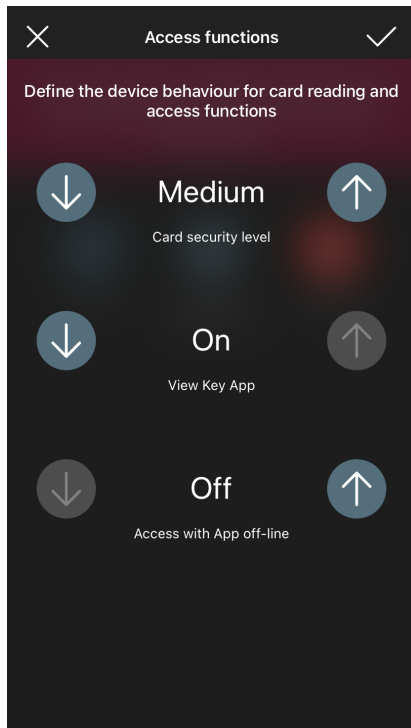 Access functions
Define the device behaviour for card reading and
access functions
Medium
Card security level
On
View Key App
Off
Access with App off-line